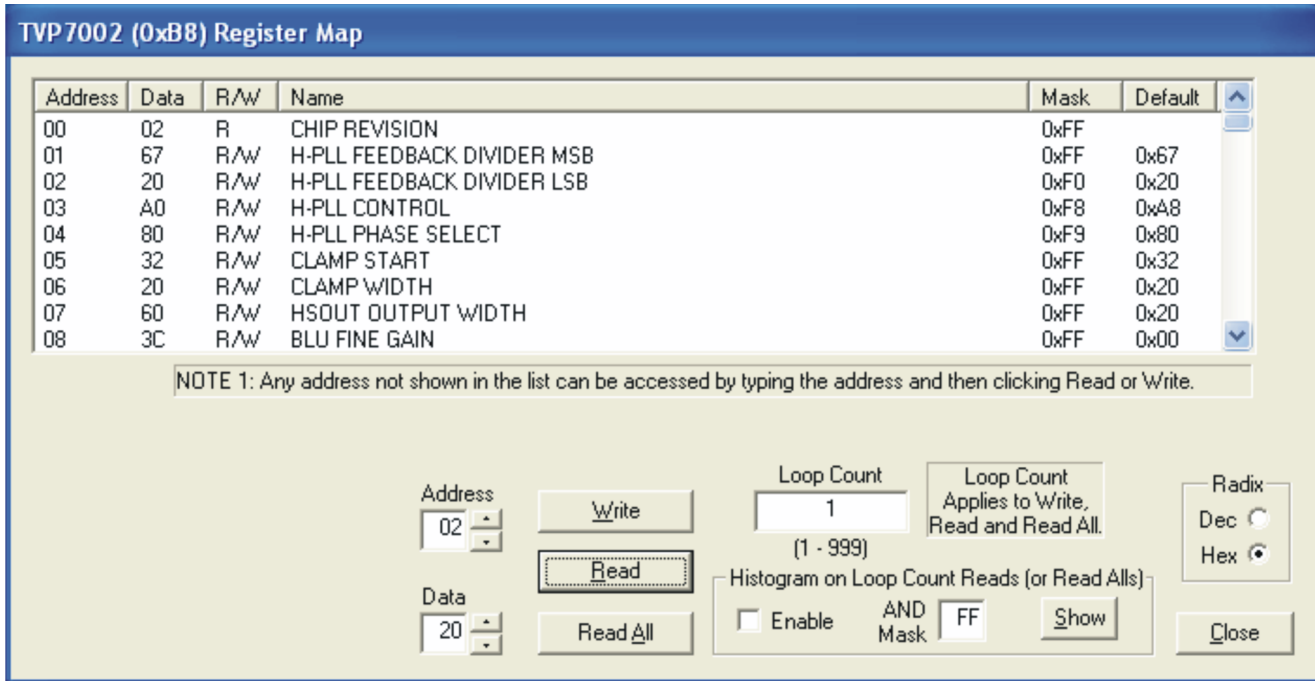 TVP7002 (0xB8) Register Map
Address Data R/W Name Mask Default
00 02 R CHIP REVISION 0xFF
01 67 R/W H-PLL FEEDBACK DIVIDER MSB 0xFF 0x67
02 20 R/W H-PLL FEEDBACK DIVIDER LSB 0xF0 0x20
03 A0 R/W H-PLL CONTROL 0xF8 0xA8
04 80 R/W H-PLL PHASE SELECT 0xF9 0x80
05 32 R/W CLAMP START 0xFF 0x32
06 20 R/W CLAMP WIDTH 0xFF 0x20
07 60 R/W HSOUT OUTPUT WIDTH 0xFF 0x20
08 3C R/W BLU FINE GAIN 0xFF 0x00
NOTE 1: Any address not shown in the list can be accessed by typing the address and then clicking Read or Write.
Address
02
Data
20
Write
Read
Read All
Loop Count
1
(1 - 999)
Loop Count
Applies to Write,
Read and Read All.
Histogram on Loop Count Reads (or Read Alls)
Enable
AND
Mask
FF
Show
Radix
Dec
Hex
Close